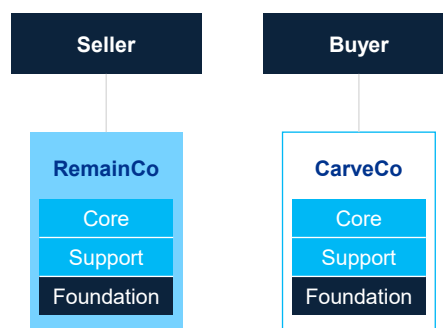 Seller
Buyer
RemainCo
Core
Support
Foundation
CarveCo
Core
Support
Foundation